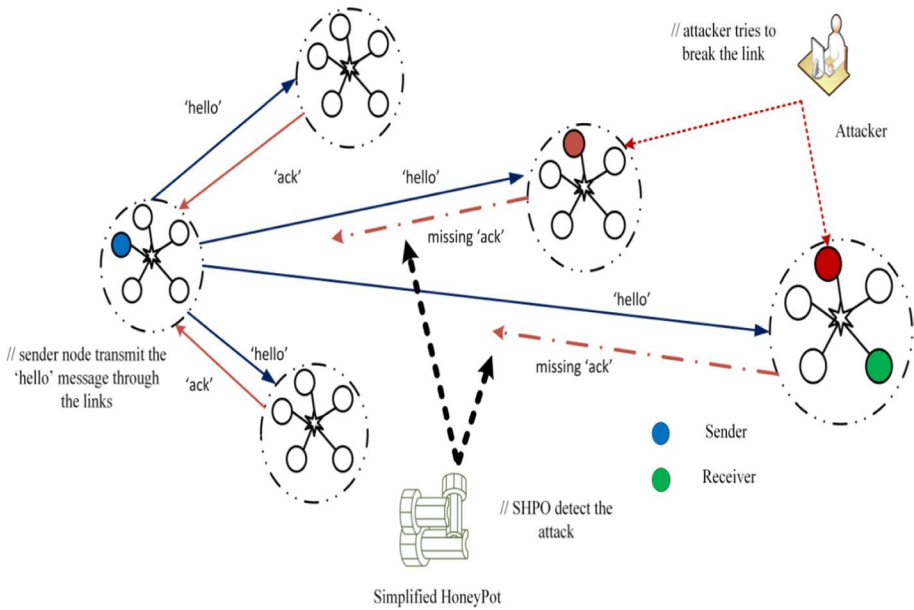 // attacker tries to
break the link
Attacker
'hello'
'ack'
'hello'
missing 'ack'
'hello'
missing 'ack'
// sender node transmit the
'hello' message through
the links
'hello'
'ack'
Sender
Receiver
// SHPO detect the
attack
Simplified HoneyPot